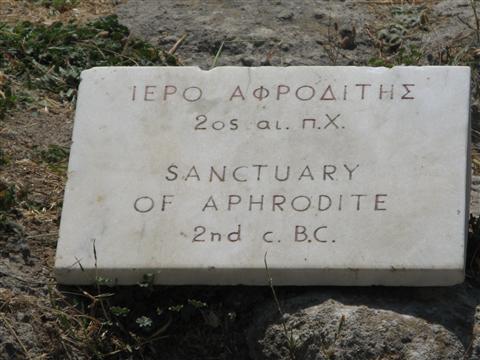 ΙΕΡΟ ΑΦΡΟΔΙΤΗΣ
2ος αι. π.Χ.
SANCTUARY
OF APHRODITE
2nd c. B.C.